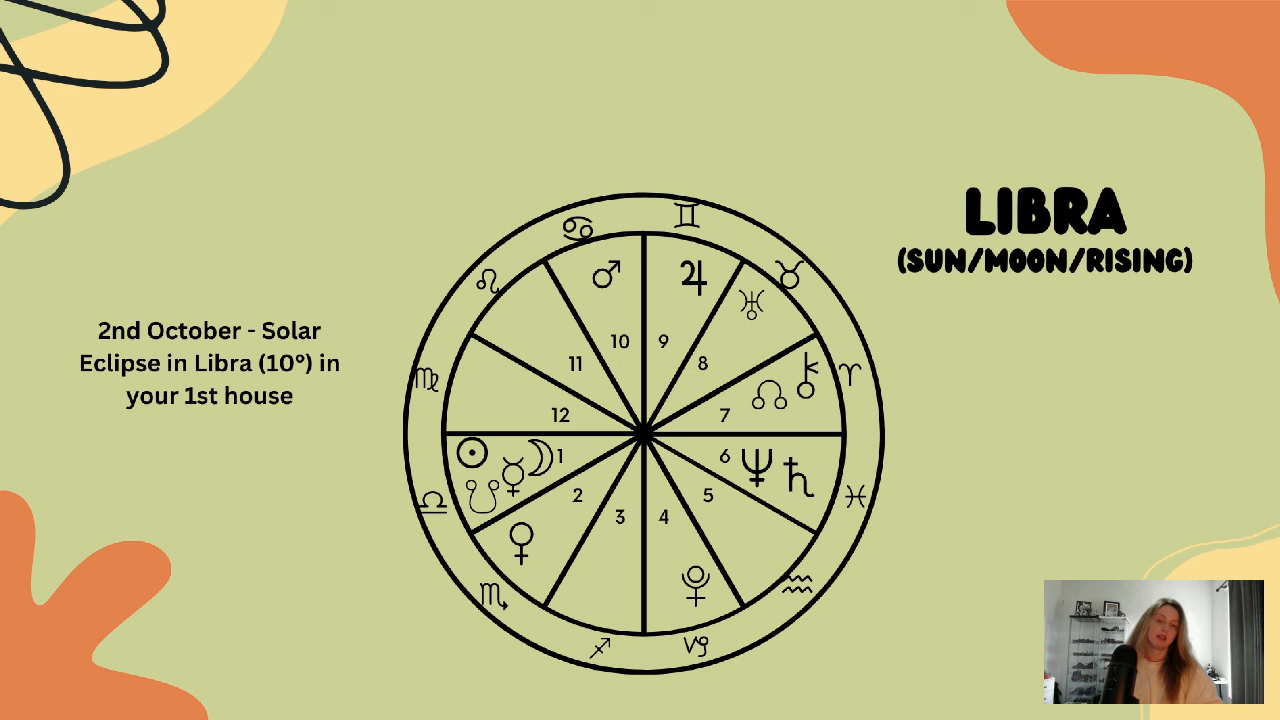 LIBRA
(SUN/MOON/RISING)
2nd October - Solar
Eclipse in Libra (10°) in
your 1st house
10
9
11
8
12
7
1
6
2
5
3
4